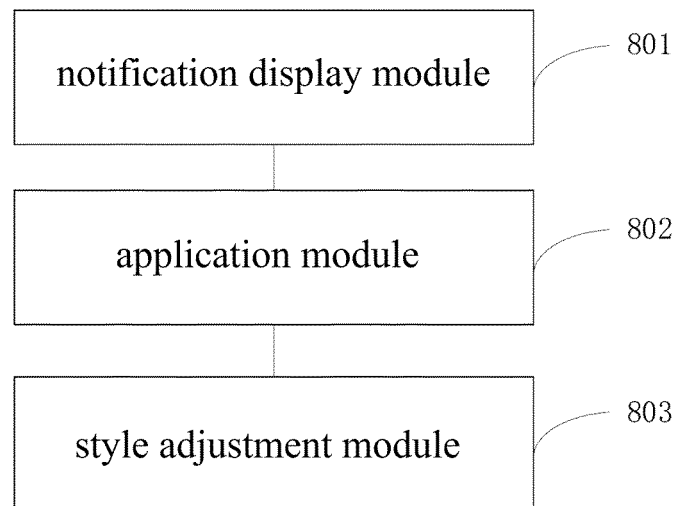 notification display module
801
application module
802
style adjustment module
803